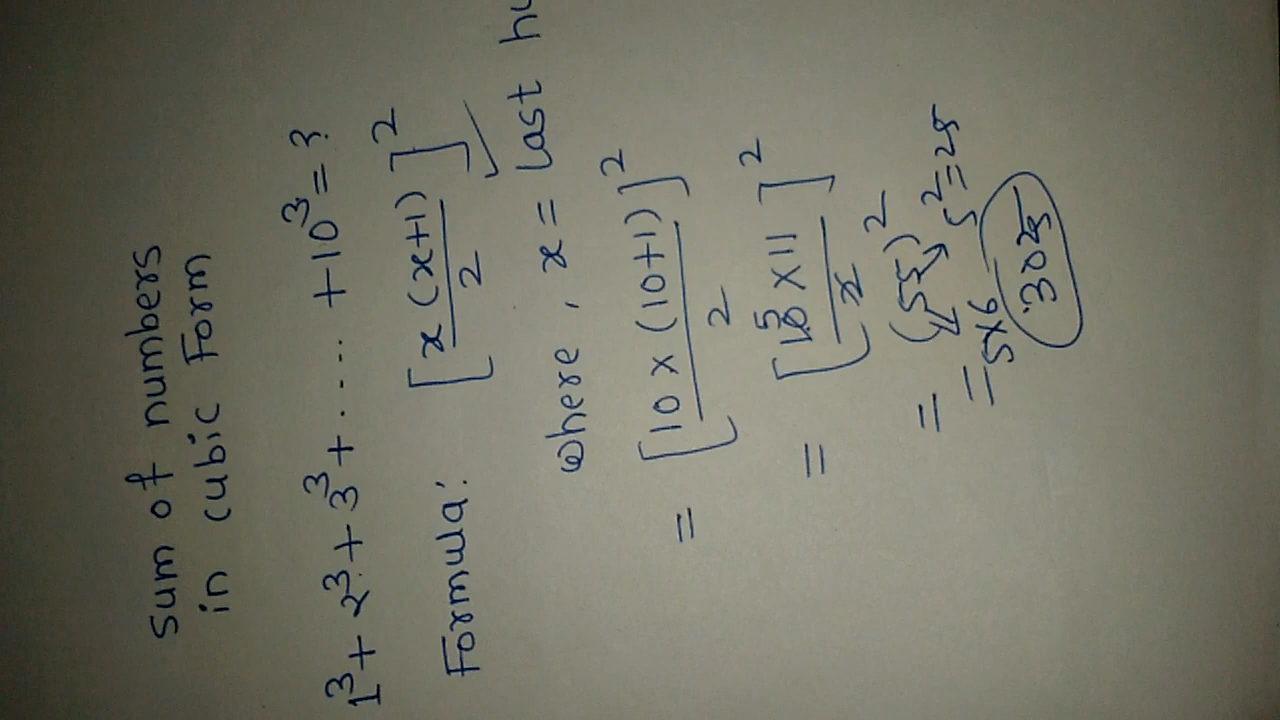 Sum of numbers
in cubic Form
1³ + 2³ + 3³ + ..... + 10³ = ?
Formula: [x(x+1)/2]²
where, x = last
= [10 x (10+1)/2]²
= [10 5 x 11/2]²
= (55)²
= 5x6 5² = 25
3025